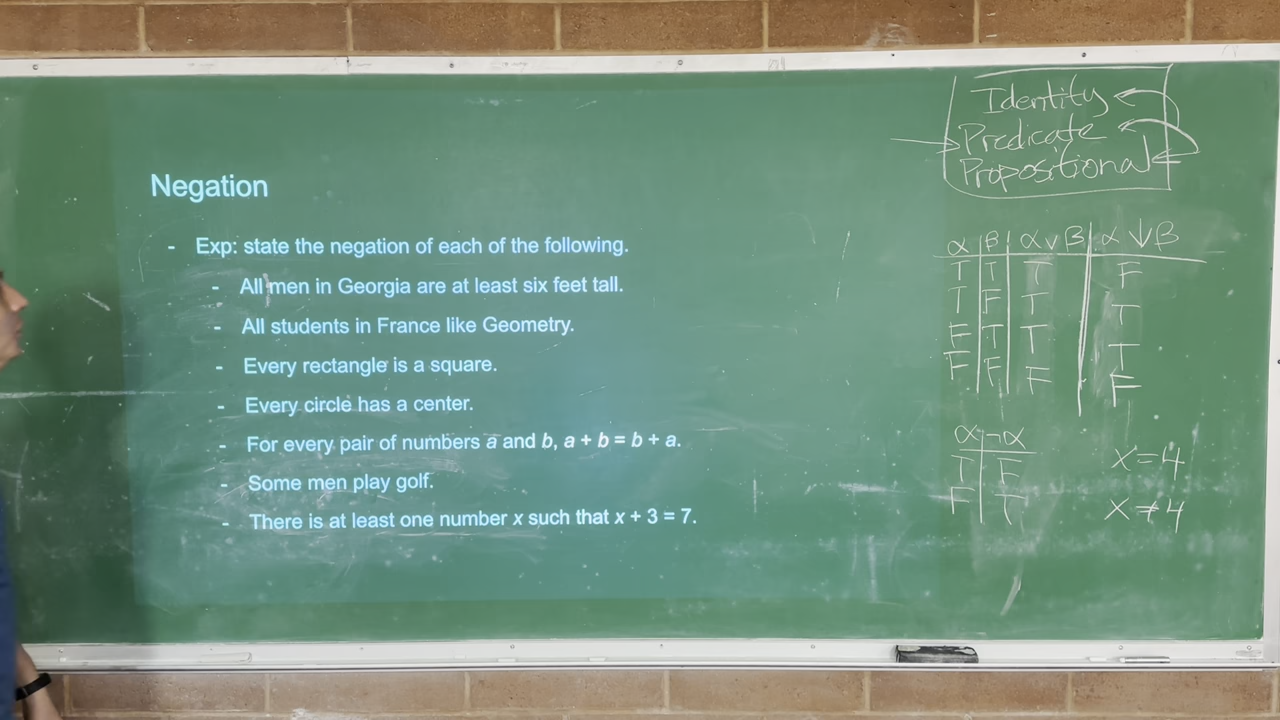 Negation
- Exp: state the negation of each of the following.
- All men in Georgia are at least six feet tall.
- All students in France like Geometry.
- Every rectangle is a square.
- Every circle has a center.
- For every pair of numbers a and b, a + b = b + a.
- Some men play golf.
- There is at least one number x such that x + 3 = 7.
Identity
Predicate
Propositional
α β α ∨ β α ↓ β
T T T F
T F T T
F T T T
F F F F
α ¬α
T F
F T
x = 4
x ≠ 4